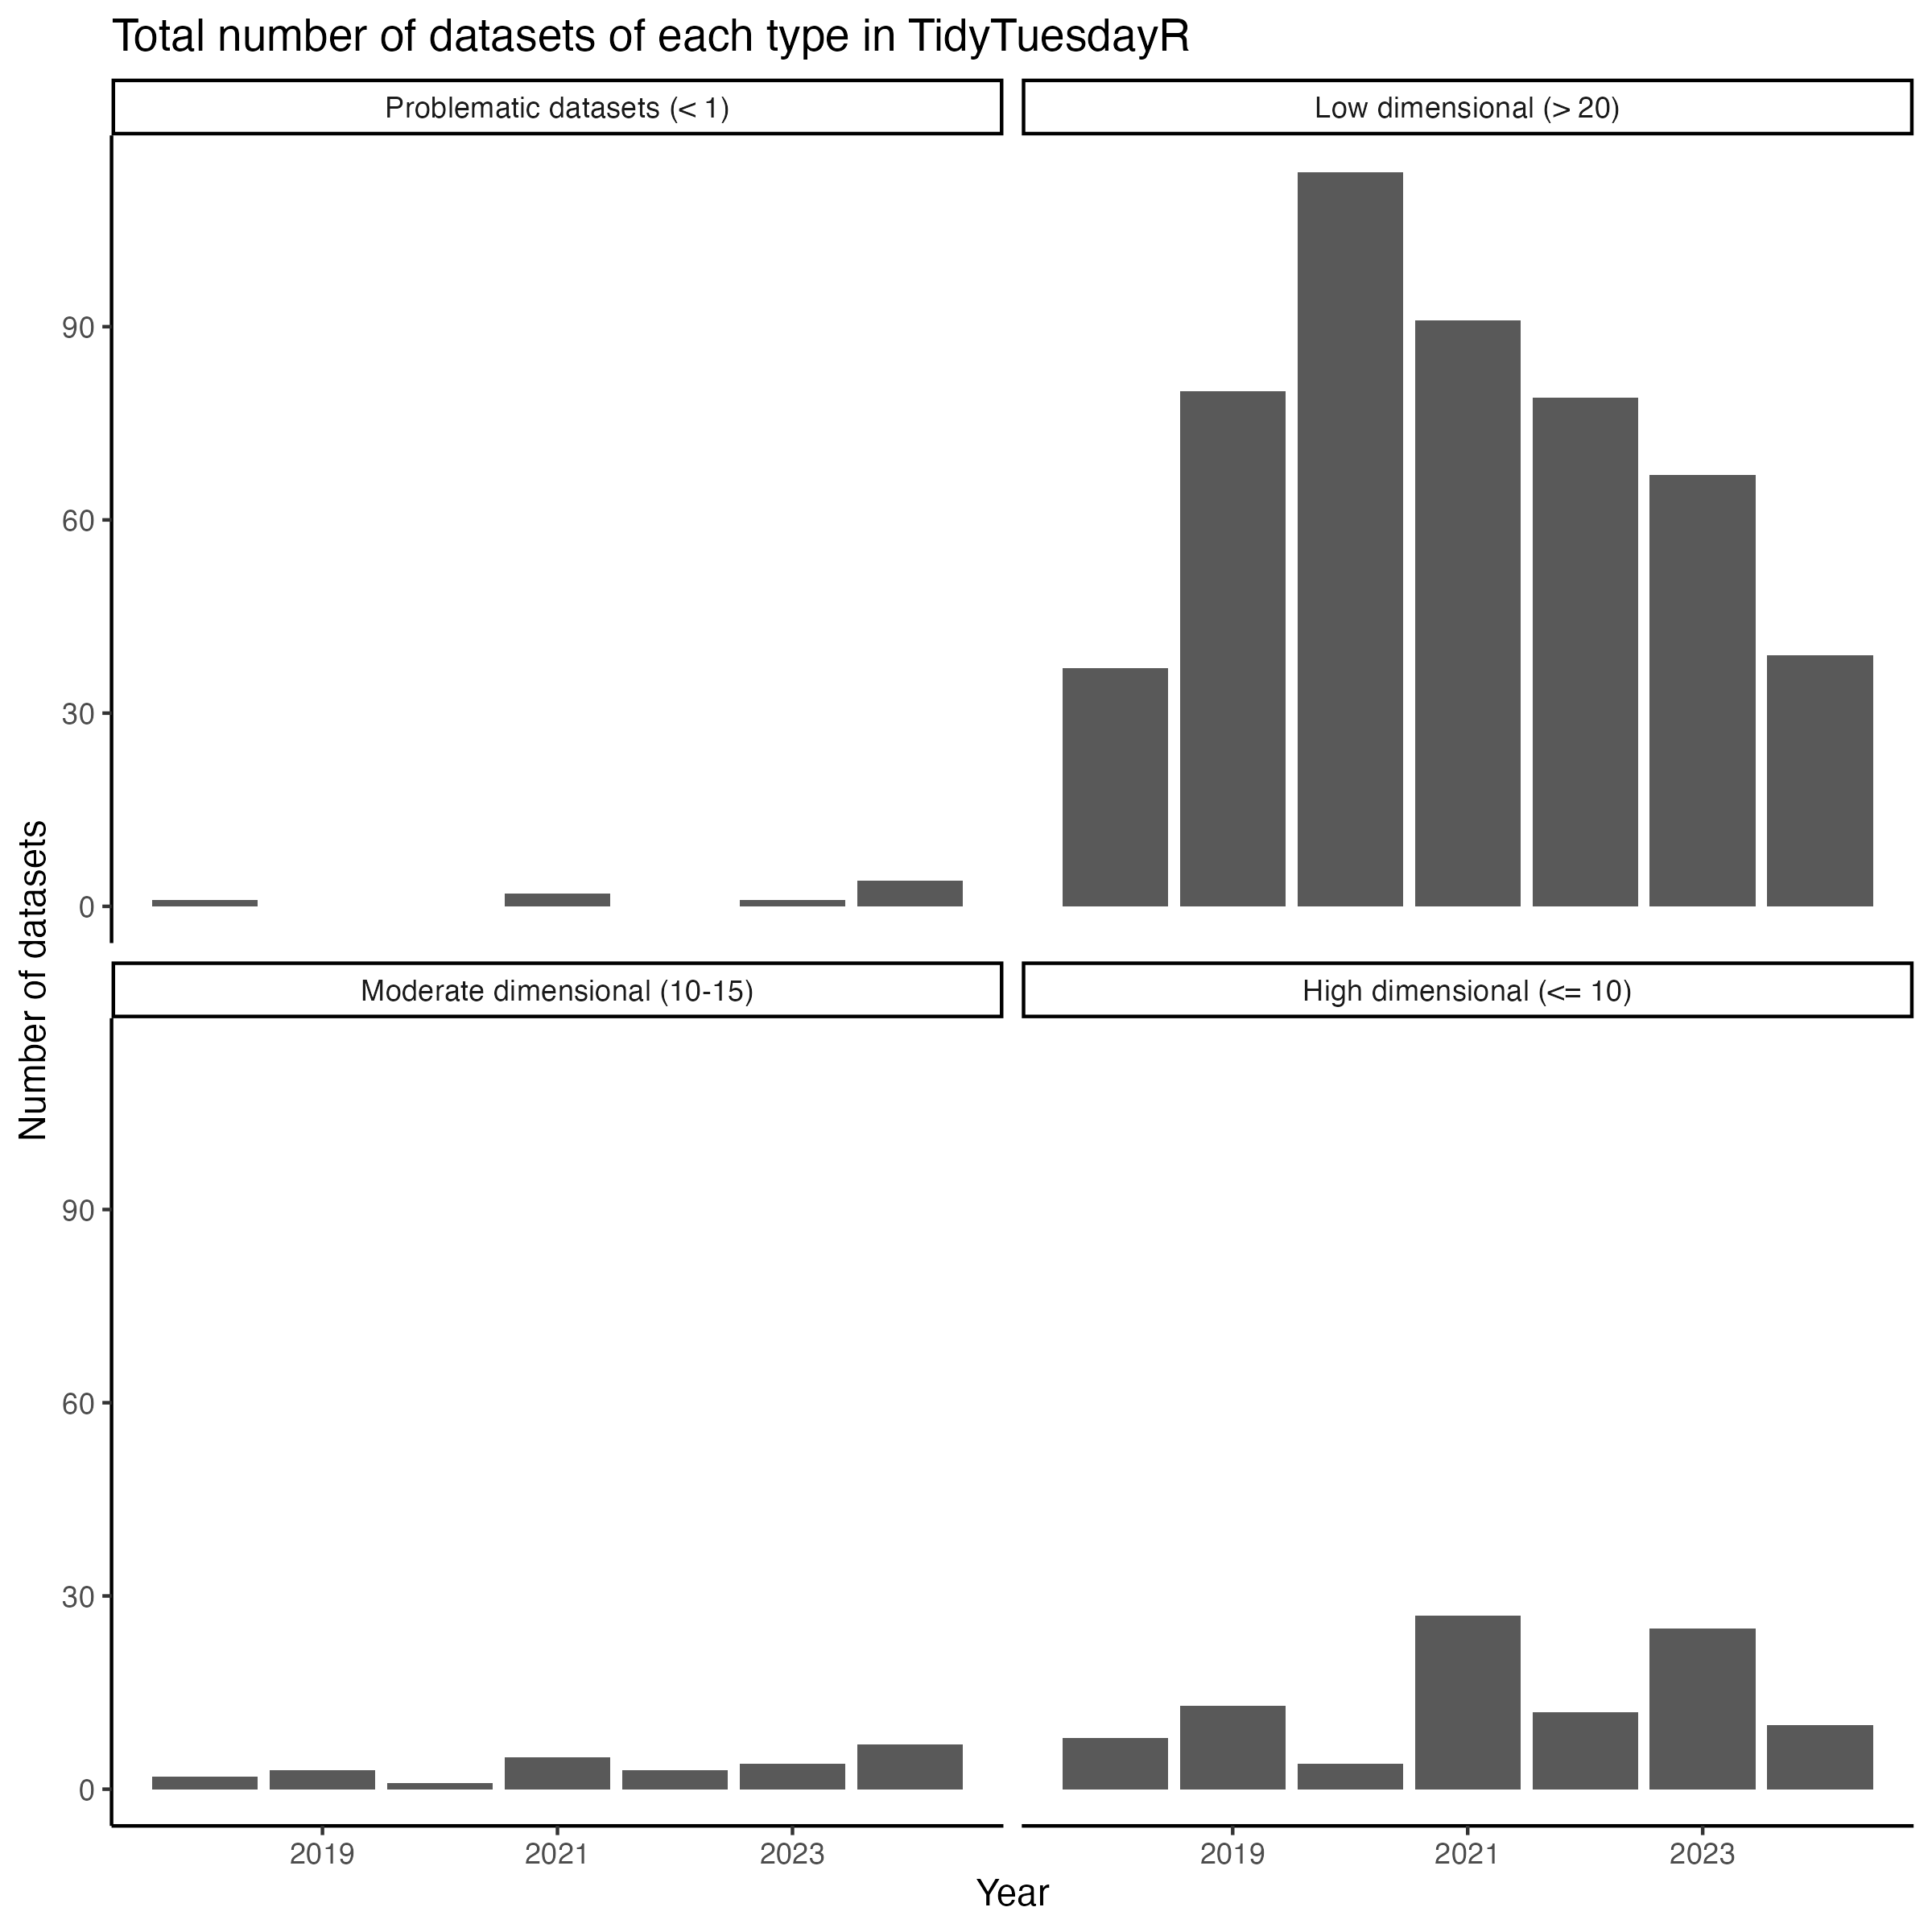 Total number of datasets of each type in TidyTuesdayR
Problematic datasets (< 1)
Low dimensional (> 20)
90
60
30
0
Number of datasets
Moderate dimensional (10-15)
High dimensional (<= 10)
90
60
30
0
2019 2021 2023
2019 2021 2023
Year